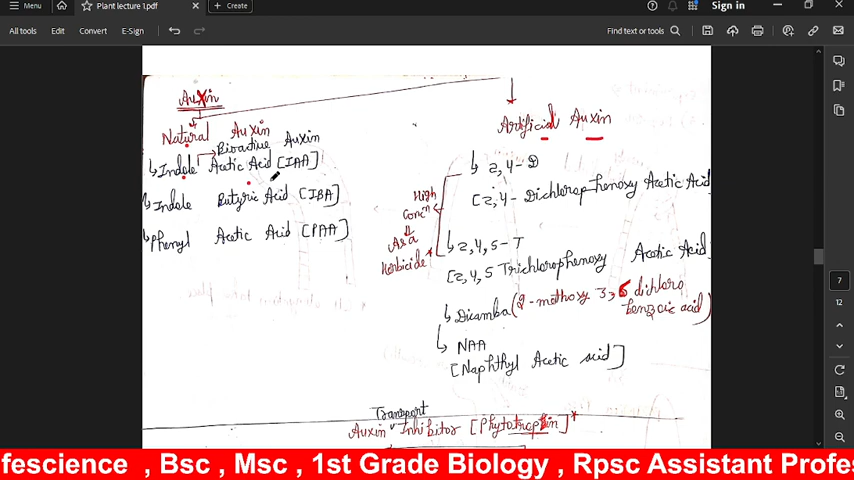 Menu
Plant lecture 1.pdf
Create
Sign in
All tools
Edit
Convert
E-Sign
Find text or tools
Auxin
Natural Auxin
Bioactive Auxin
Indole Acetic Acid [IAA]
Indole Butyric Acid [IBA]
Phenyl Acetic Acid [PAA]
Artificial Auxin
2,4-D
[2,4-Dichlorophenoxy Acetic Acid
High
Concn
As a
Herbicide*
2,4,5-T
[2,4,5 Trichlorophenoxy Acetic Acid
Dicamba (2-methoxy 3,6 dichloro
benzoic acid)
NAA
[Naphthyl Acetic acid]
Transport
Auxin Inhibitor [Phytotropin]*
7
12
fescience , Bsc , Msc , 1st Grade Biology , Rpsc Assistant Profes